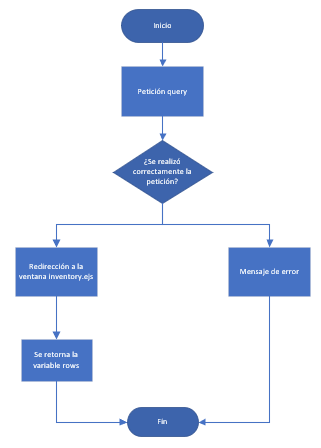 Inicio
Petición query
¿Se realizó
correctamente la
petición?
Redirección a la
ventana inventory.ejs
Mensaje de error
Se retorna la
variable rows
Fin